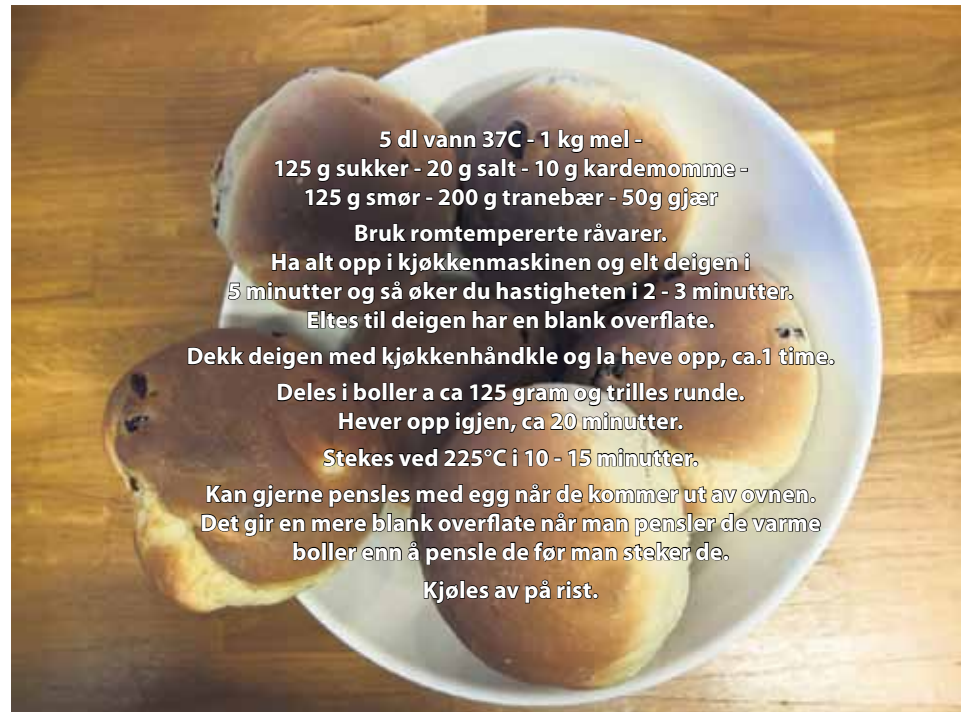 5 dl vann 37C - 1 kg mel -
125 g sukker - 20 g salt - 10 g kardemomme -
125 g smør - 200 g tranebær - 50g gjær
Bruk romtempererte råvarer.
Ha alt opp i kjøkkenmaskinen og elt deigen i
5 minutter og så øker du hastigheten i 2 - 3 minutter.
Eltes til deigen har en blank overflate.
Dekk deigen med kjøkkenhåndkle og la heve opp, ca.1 time.
Deles i boller a ca 125 gram og trilles runde.
Hever opp igjen, ca 20 minutter.
Stekes ved 225°C i 10 - 15 minutter.
Kan gjerne pensles med egg når de kommer ut av ovnen.
Det gir en mere blank overflate når man pensler de varme
boller enn å pensle de før man steker de.
Kjøles av på rist.